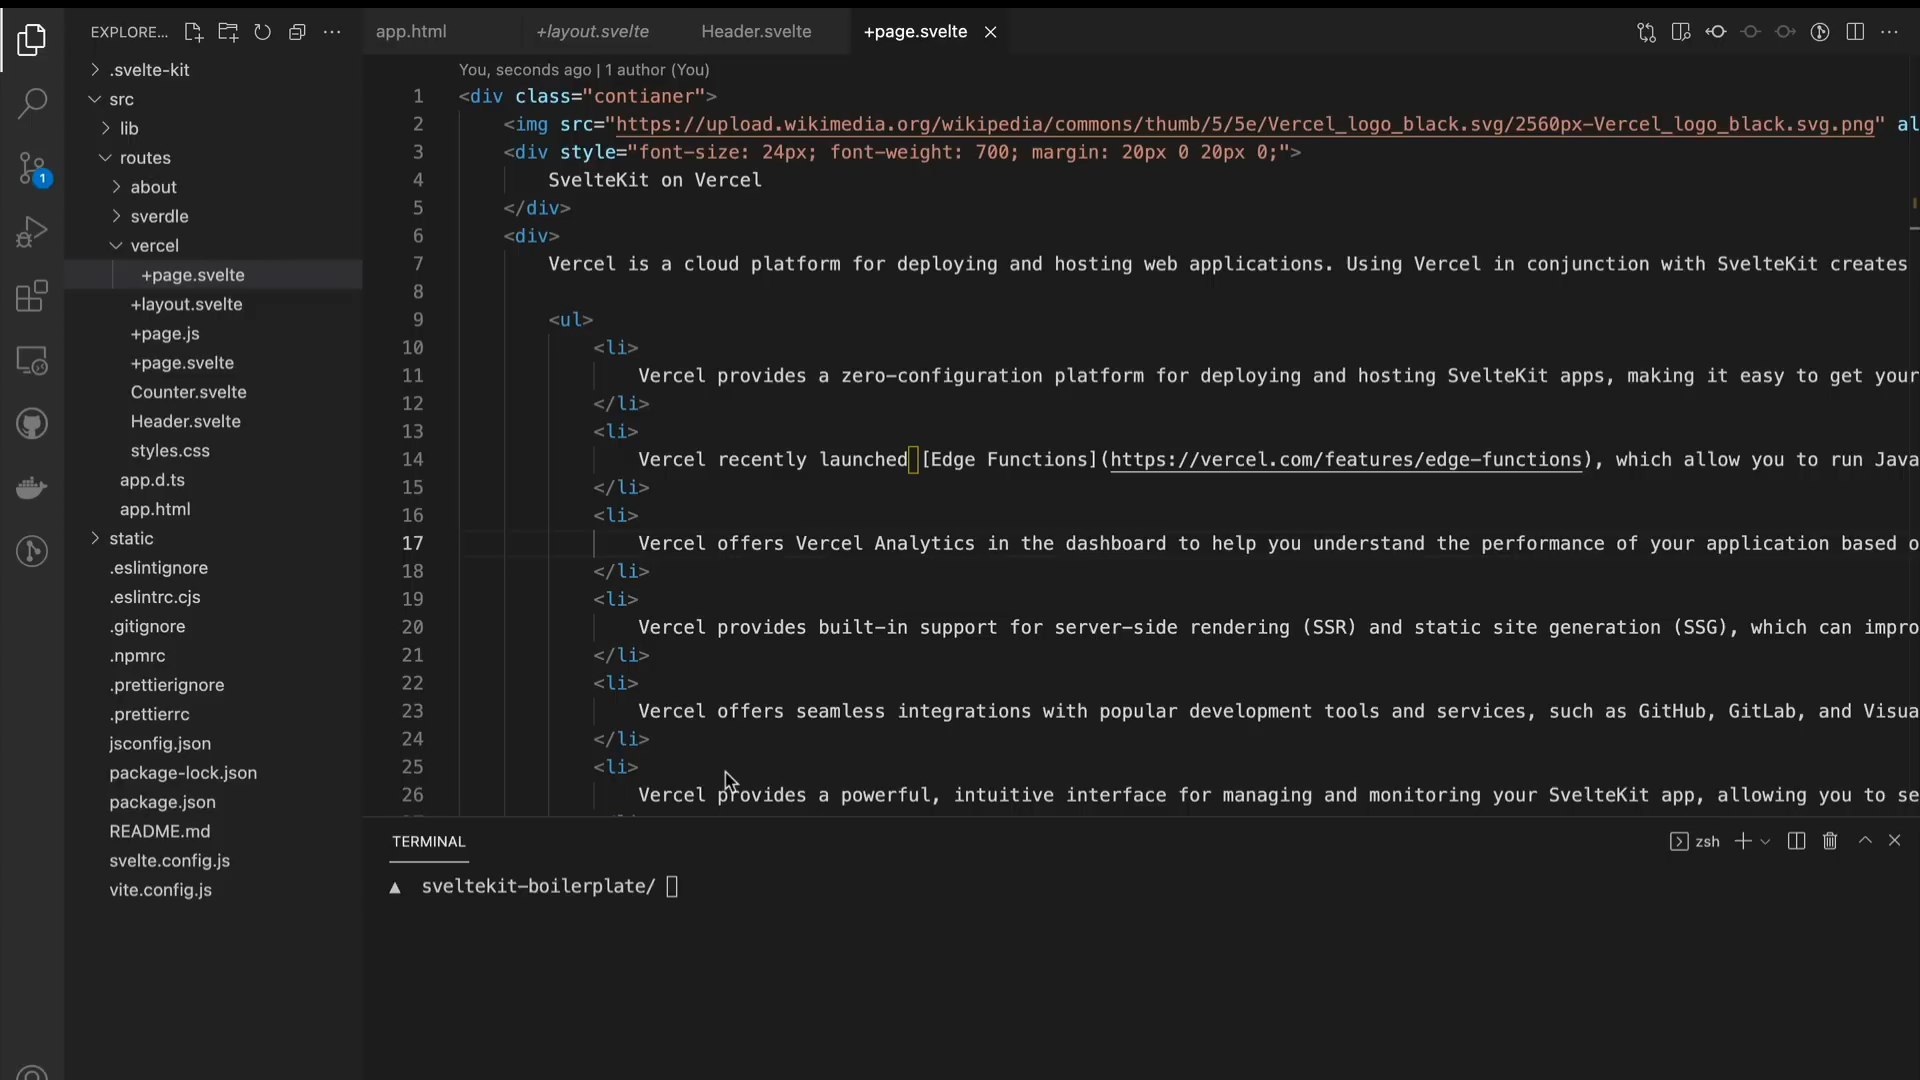 EXPLORE...
app.html
+layout.svelte
Header.svelte
+page.svelte
.svelte-kit
src
lib
routes
about
sverdle
vercel
+page.svelte
+layout.svelte
+page.js
+page.svelte
Counter.svelte
Header.svelte
styles.css
app.d.ts
app.html
static
.eslintignore
.eslintrc.cjs
.gitignore
.npmrc
.prettierignore
.prettierrc
jsconfig.json
package-lock.json
package.json
README.md
svelte.config.js
vite.config.js
1
You, seconds ago | 1 author (You)
1 <div class="contianer">
2 <img src="https://upload.wikimedia.org/wikipedia/commons/thumb/5/5e/Vercel_logo_black.svg/2560px-Vercel_logo_black.svg.png" al
3 <div style="font-size: 24px; font-weight: 700; margin: 20px 0 20px 0;">
4 SvelteKit on Vercel
5 </div>
6 <div>
7 Vercel is a cloud platform for deploying and hosting web applications. Using Vercel in conjunction with SvelteKit creates
8
9 <ul>
10 <li>
11 Vercel provides a zero-configuration platform for deploying and hosting SvelteKit apps, making it easy to get your
12 </li>
13 <li>
14 Vercel recently launched [Edge Functions](https://vercel.com/features/edge-functions), which allow you to run Java
15 </li>
16 <li>
17 Vercel offers Vercel Analytics in the dashboard to help you understand the performance of your application based o
18 </li>
19 <li>
20 Vercel provides built-in support for server-side rendering (SSR) and static site generation (SSG), which can impro
21 </li>
22 <li>
23 Vercel offers seamless integrations with popular development tools and services, such as GitHub, GitLab, and Visua
24 </li>
25 <li>
26 Vercel provides a powerful, intuitive interface for managing and monitoring your SvelteKit app, allowing you to se
TERMINAL
zsh
▲ sveltekit-boilerplate/